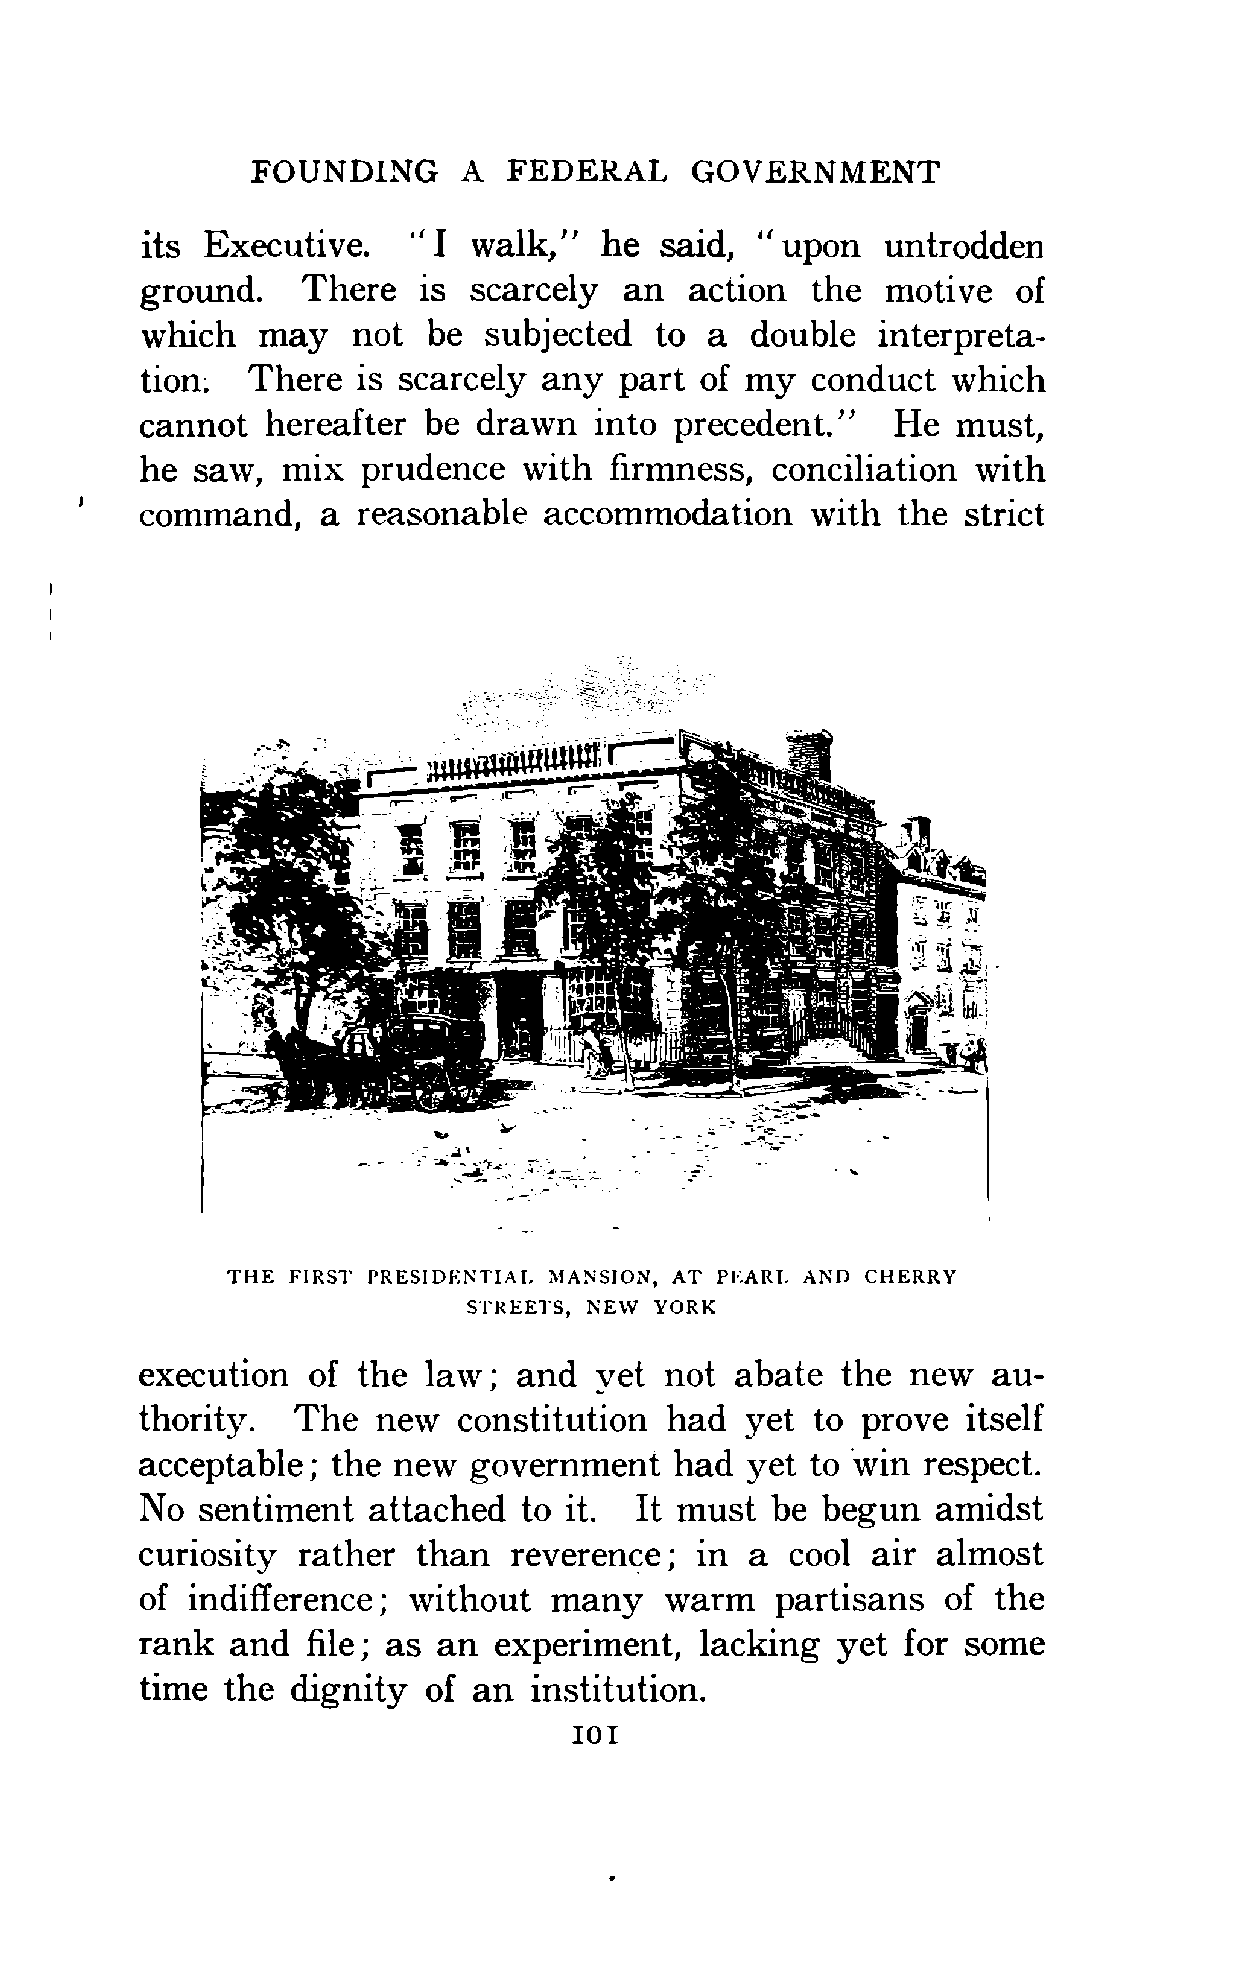 FOUNDING A FEDERAL GOVERNMENT
its Executive. "I walk," he said, "upon untrodden
ground. There is scarcely an action the motive of
which may not be subjected to a double interpreta-
tion. There is scarcely any part of my conduct which
cannot hereafter be drawn into precedent." He must,
he saw, mix prudence with firmness, conciliation with
command, a reasonable accommodation with the strict
THE FIRST PRESIDENTIAL MANSION, AT PEARL AND CHERRY
STREETS, NEW YORK
execution of the law; and yet not abate the new au-
thority. The new constitution had yet to prove itself
acceptable; the new government had yet to win respect.
No sentiment attached to it. It must be begun amidst
curiosity rather than reverence; in a cool air almost
of indifference; without many warm partisans of the
rank and file; as an experiment, lacking yet for some
time the dignity of an institution.
101